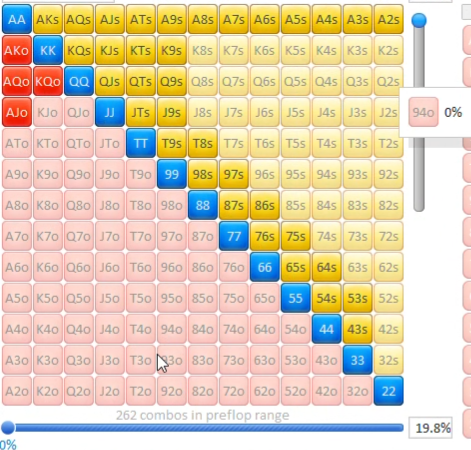 AA AKs AQs AJs ATs A9s A8s A7s A6s A5s A4s A3s A2s
AKo KK KQs KJs KTs K9s K8s K7s K6s K5s K4s K3s K2s
AQo KQo QQ QJs QTs Q9s Q8s Q7s Q6s Q5s Q4s Q3s Q2s
AJo KJo QJo JJ JTs J9s J8s J7s J6s J5s J4s J3s J2s 94o 0%
ATo KTo QTo JTo TT T9s T8s T7s T6s T5s T4s T3s T2s
A9o K9o Q9o J9o T9o 99 98s 97s 96s 95s 94s 93s 92s
A8o K8o Q8o J8o T8o 98o 88 87s 86s 85s 84s 83s 82s
A7o K7o Q7o J7o T7o 97o 87o 77 76s 75s 74s 73s 72s
A6o K6o Q6o J6o T6o 96o 86o 76o 66 65s 64s 63s 62s
A5o K5o Q5o J5o T5o 95o 85o 75o 65o 55 54s 53s 52s
A4o K4o Q4o J4o T4o 94o 84o 74o 64o 54o 44 43s 42s
A3o K3o Q3o J3o T3o 93o 83o 73o 63o 53o 43o 33 32s
A2o K2o Q2o J2o T2o 92o 82o 72o 62o 52o 42o 32o 22
262 combos in preflop range
19.8%
0%